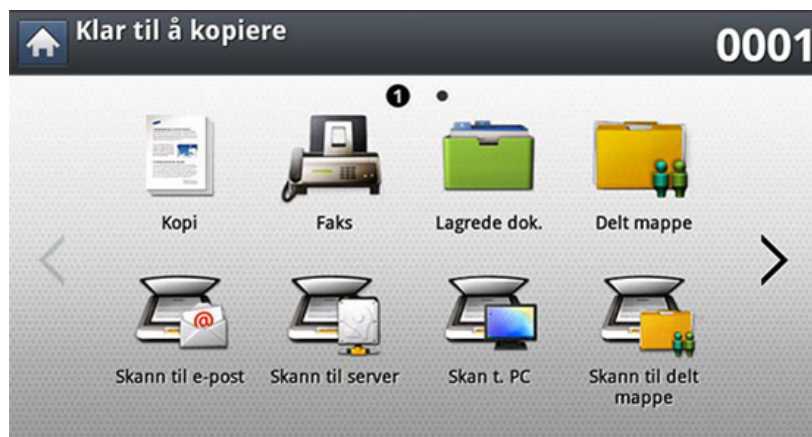 Klar til å kopiere
0001
1
Kopi
Faks
Lagrede dok.
Delt mappe
Skann til e-post
Skann til server
Skan t. PC
Skann til delt
mappe